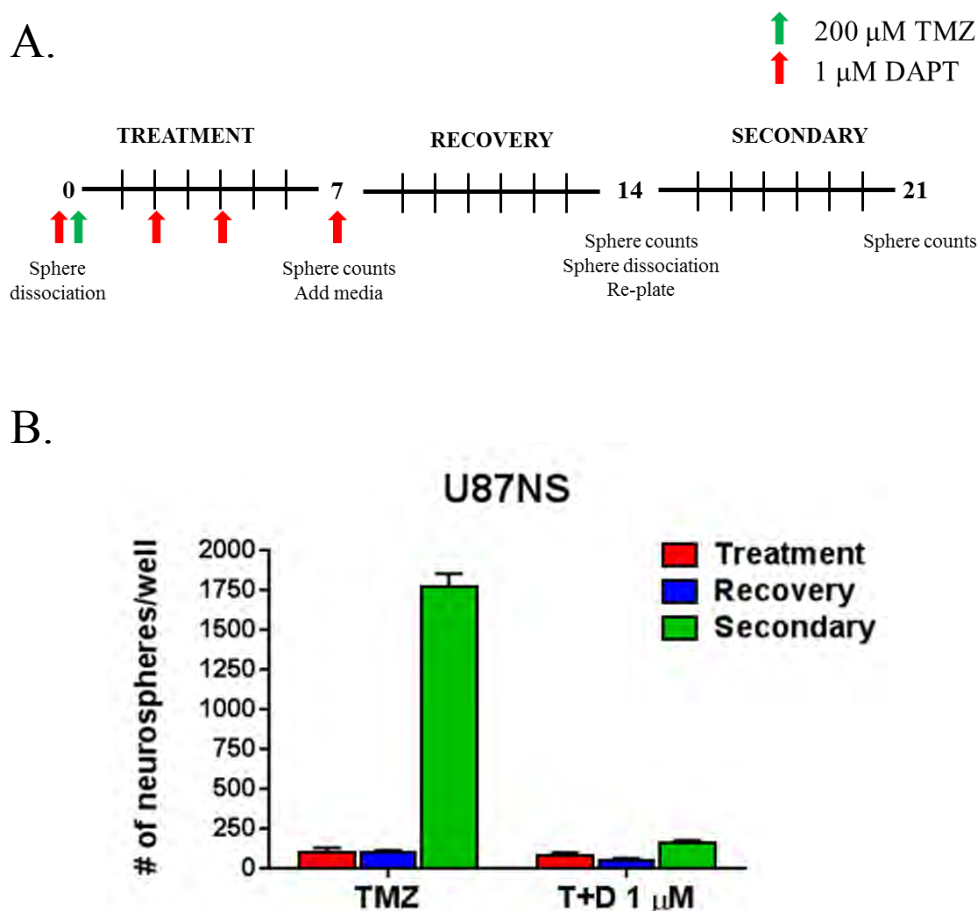 A.
200 μM TMZ
1 μM DAPT
TREATMENT
RECOVERY
SECONDARY
0
7
14
21
Sphere
dissociation
Sphere counts
Add media
Sphere counts
Sphere dissociation
Re-plate
Sphere counts
B.
U87NS
# of neurospheres/well
2000
1750
1500
1250
1000
750
500
250
0
Treatment
Recovery
Secondary
TMZ
T+D 1 μM